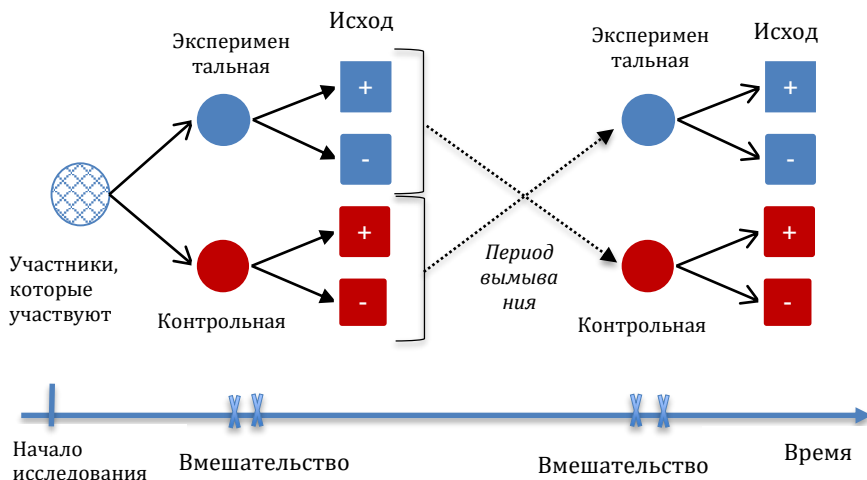 Исход
Эксперимен
тальная
+
-
Участники,
которые
участвуют
+
-
Контрольная
Период
вымыва
ния
Исход
Эксперимен
тальная
+
-
+
-
Контрольная
Начало
исследования
Вмешательство
Вмешательство
Время